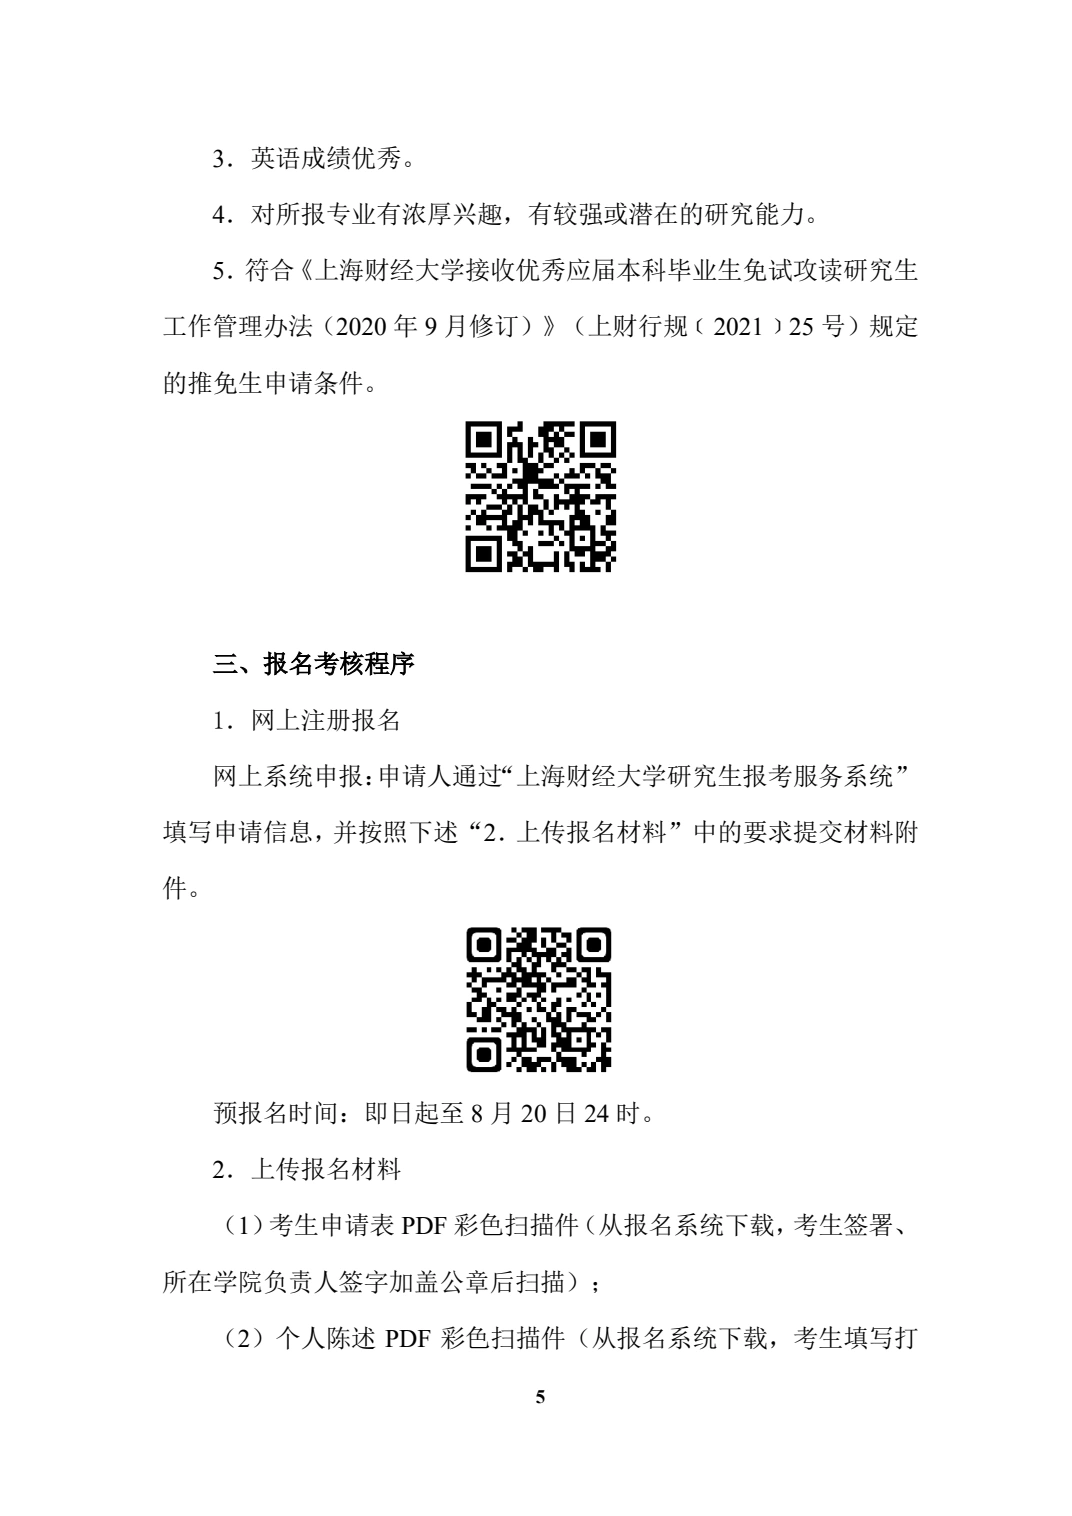 3．英语成绩优秀。
4．对所报专业有浓厚兴趣，有较强或潜在的研究能力。
5．符合《上海财经大学接收优秀应届本科毕业生免试攻读研究生
工作管理办法（2020 年 9 月修订）》（上财行规﹝2021﹞25 号）规定
的推免生申请条件。
三、报名考核程序
1．网上注册报名
网上系统申报：申请人通过“上海财经大学研究生报考服务系统”
填写申请信息，并按照下述“2．上传报名材料”中的要求提交材料附
件。
预报名时间：即日起至 8 月 20 日 24 时。
2．上传报名材料
（1）考生申请表 PDF 彩色扫描件（从报名系统下载，考生签署、
所在学院负责人签字加盖公章后扫描）；
（2）个人陈述 PDF 彩色扫描件（从报名系统下载，考生填写打
5